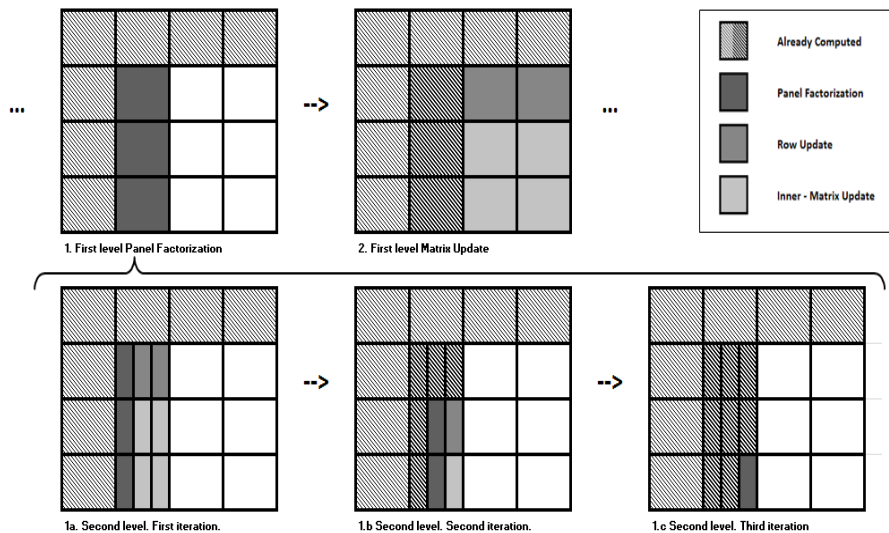 Already Computed
...
-->
...
Panel Factorization
Row Update
Inner - Matrix Update
1. First level Panel Factorization
2. First level Matrix Update
-->
-->
1a. Second level. First iteration.
1.b Second level. Second iteration.
1.c Second level. Third iteration